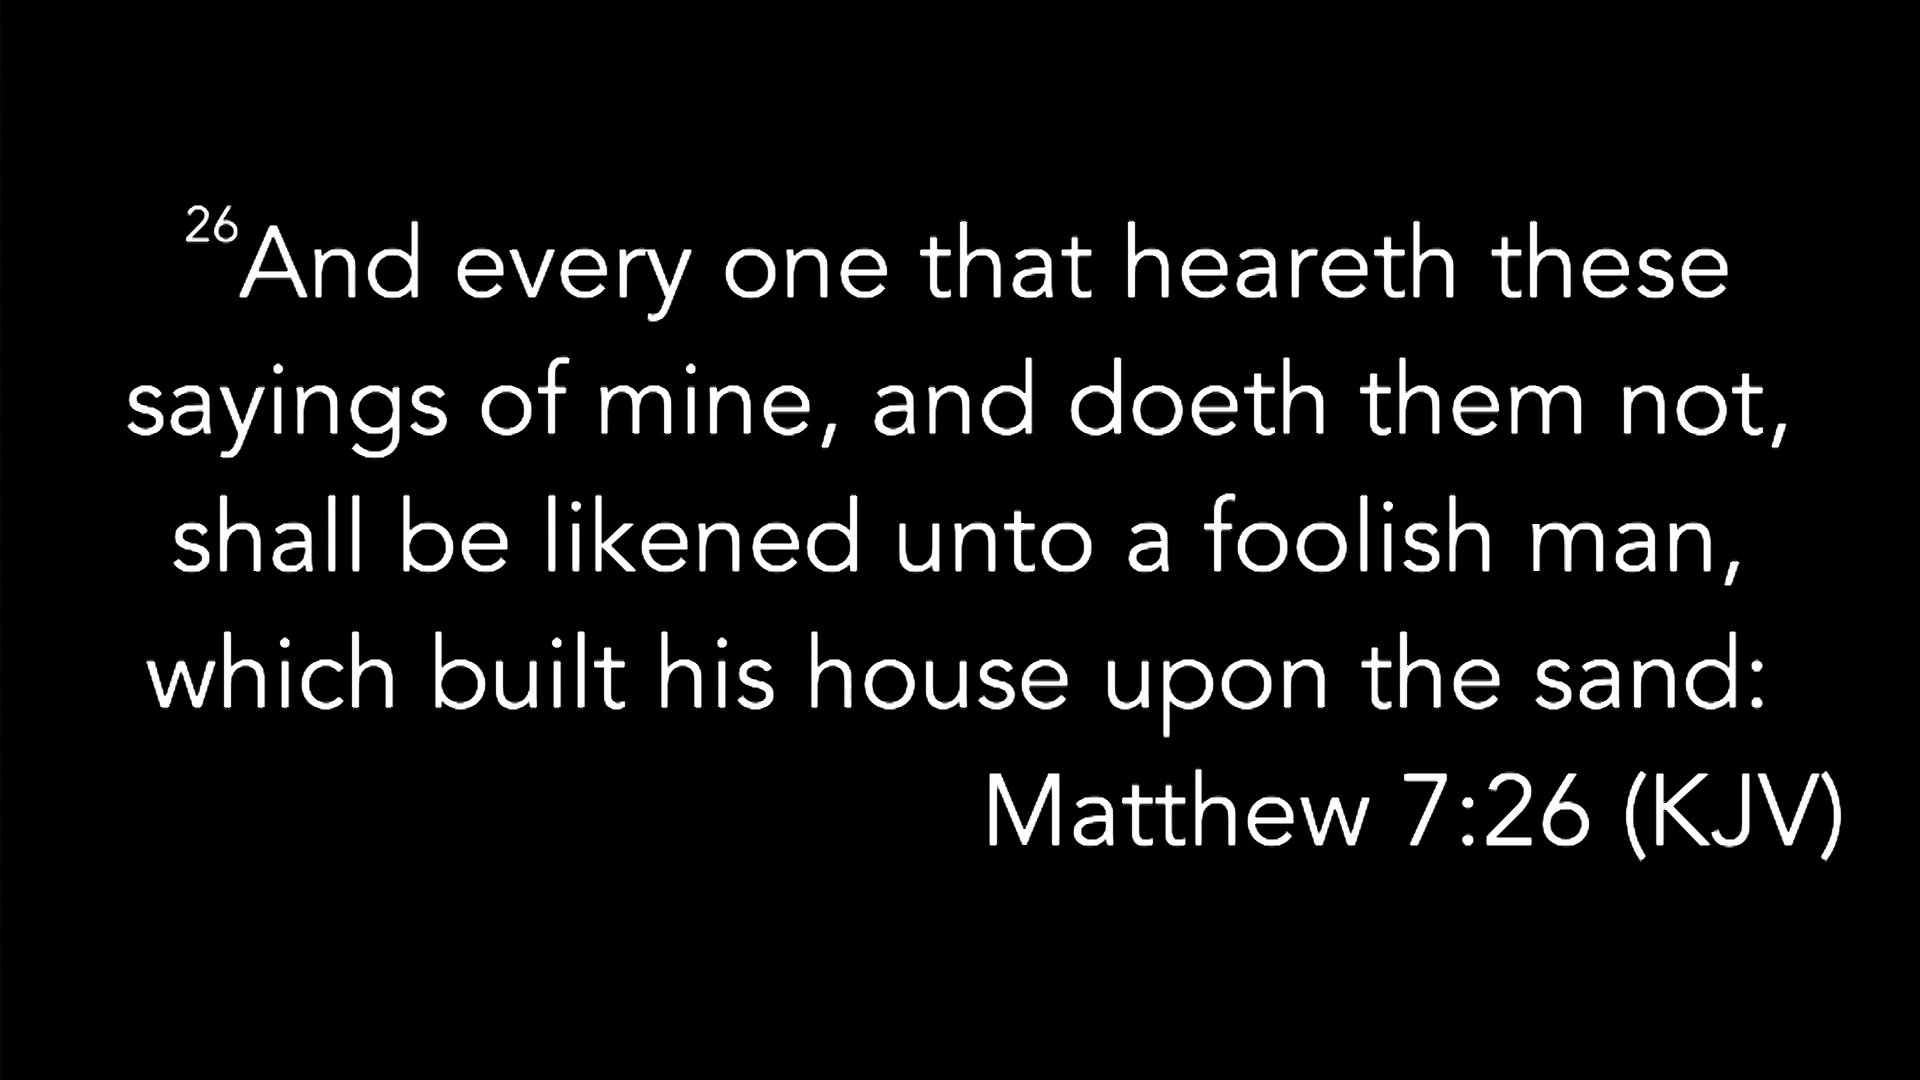 26And every one that heareth these
sayings of mine, and doeth them not,
shall be likened unto a foolish man,
which built his house upon the sand:
Matthew 7:26 (KJV)